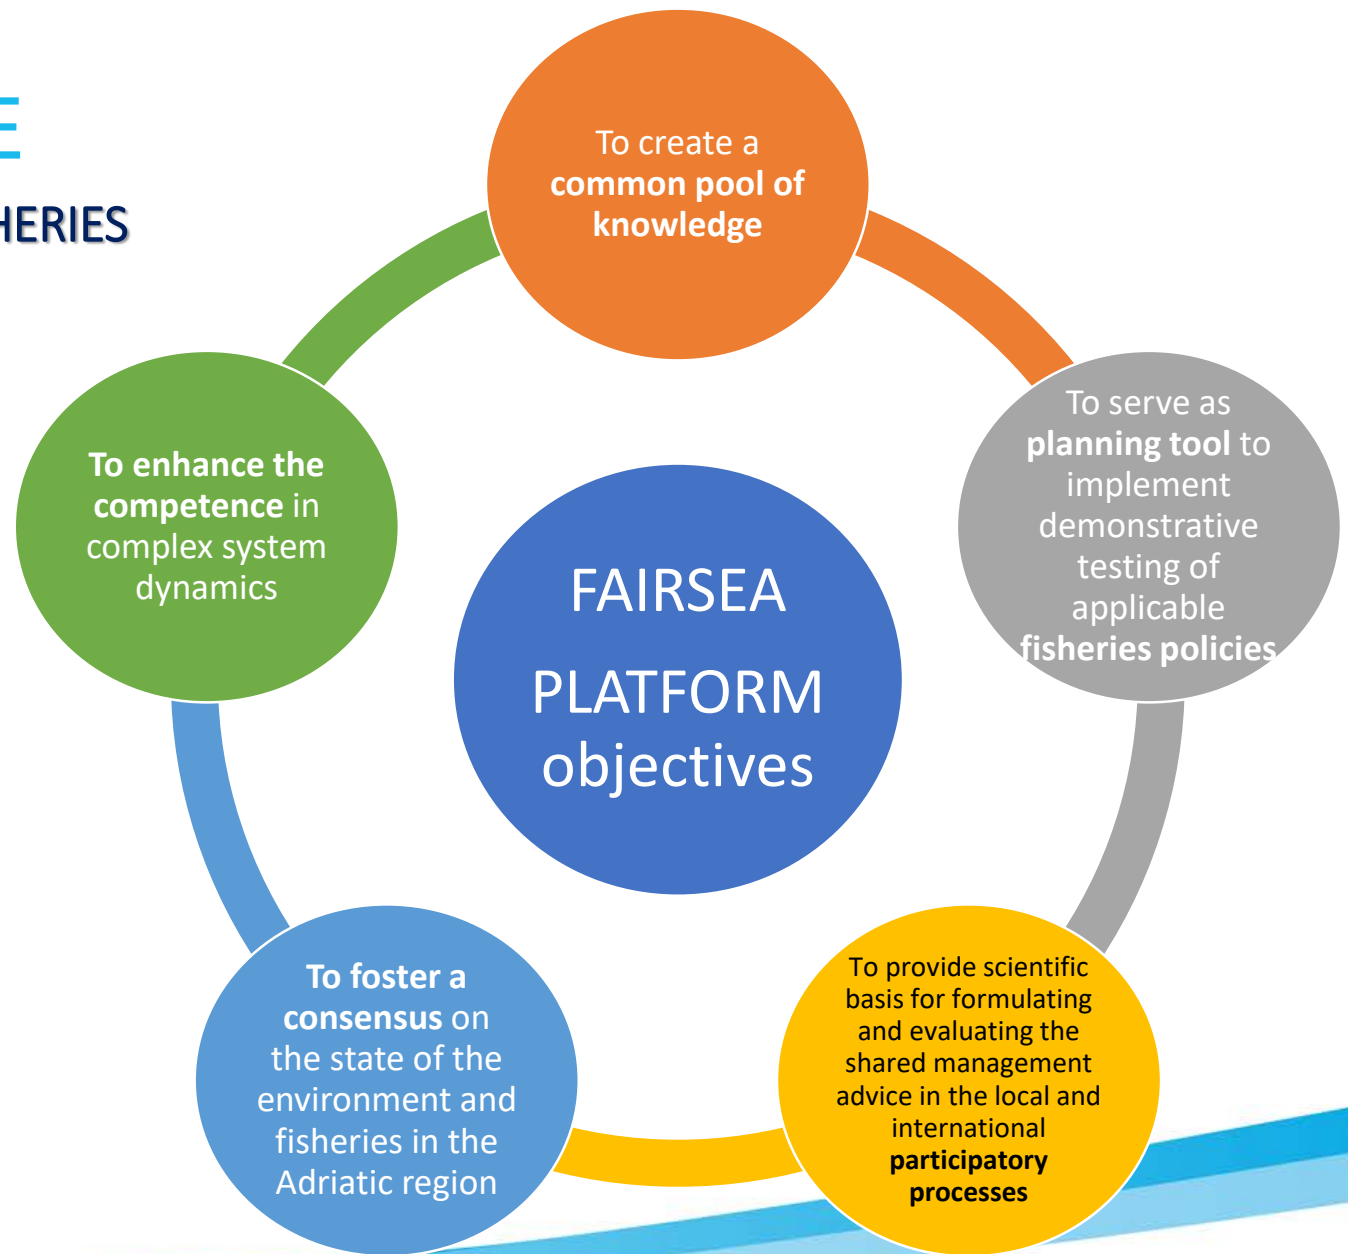 E
HERIES
To create a
common pool of
knowledge
To serve as
planning tool to
implement
demonstrative
testing of
applicable
fisheries policies
To enhance the
competence in
complex system
dynamics
FAIRSEA
PLATFORM
objectives
To foster a
consensus on
the state of the
environment and
fisheries in the
Adriatic region
To provide scientific
basis for formulating
and evaluating the
shared management
advice in the local and
international
participatory
processes